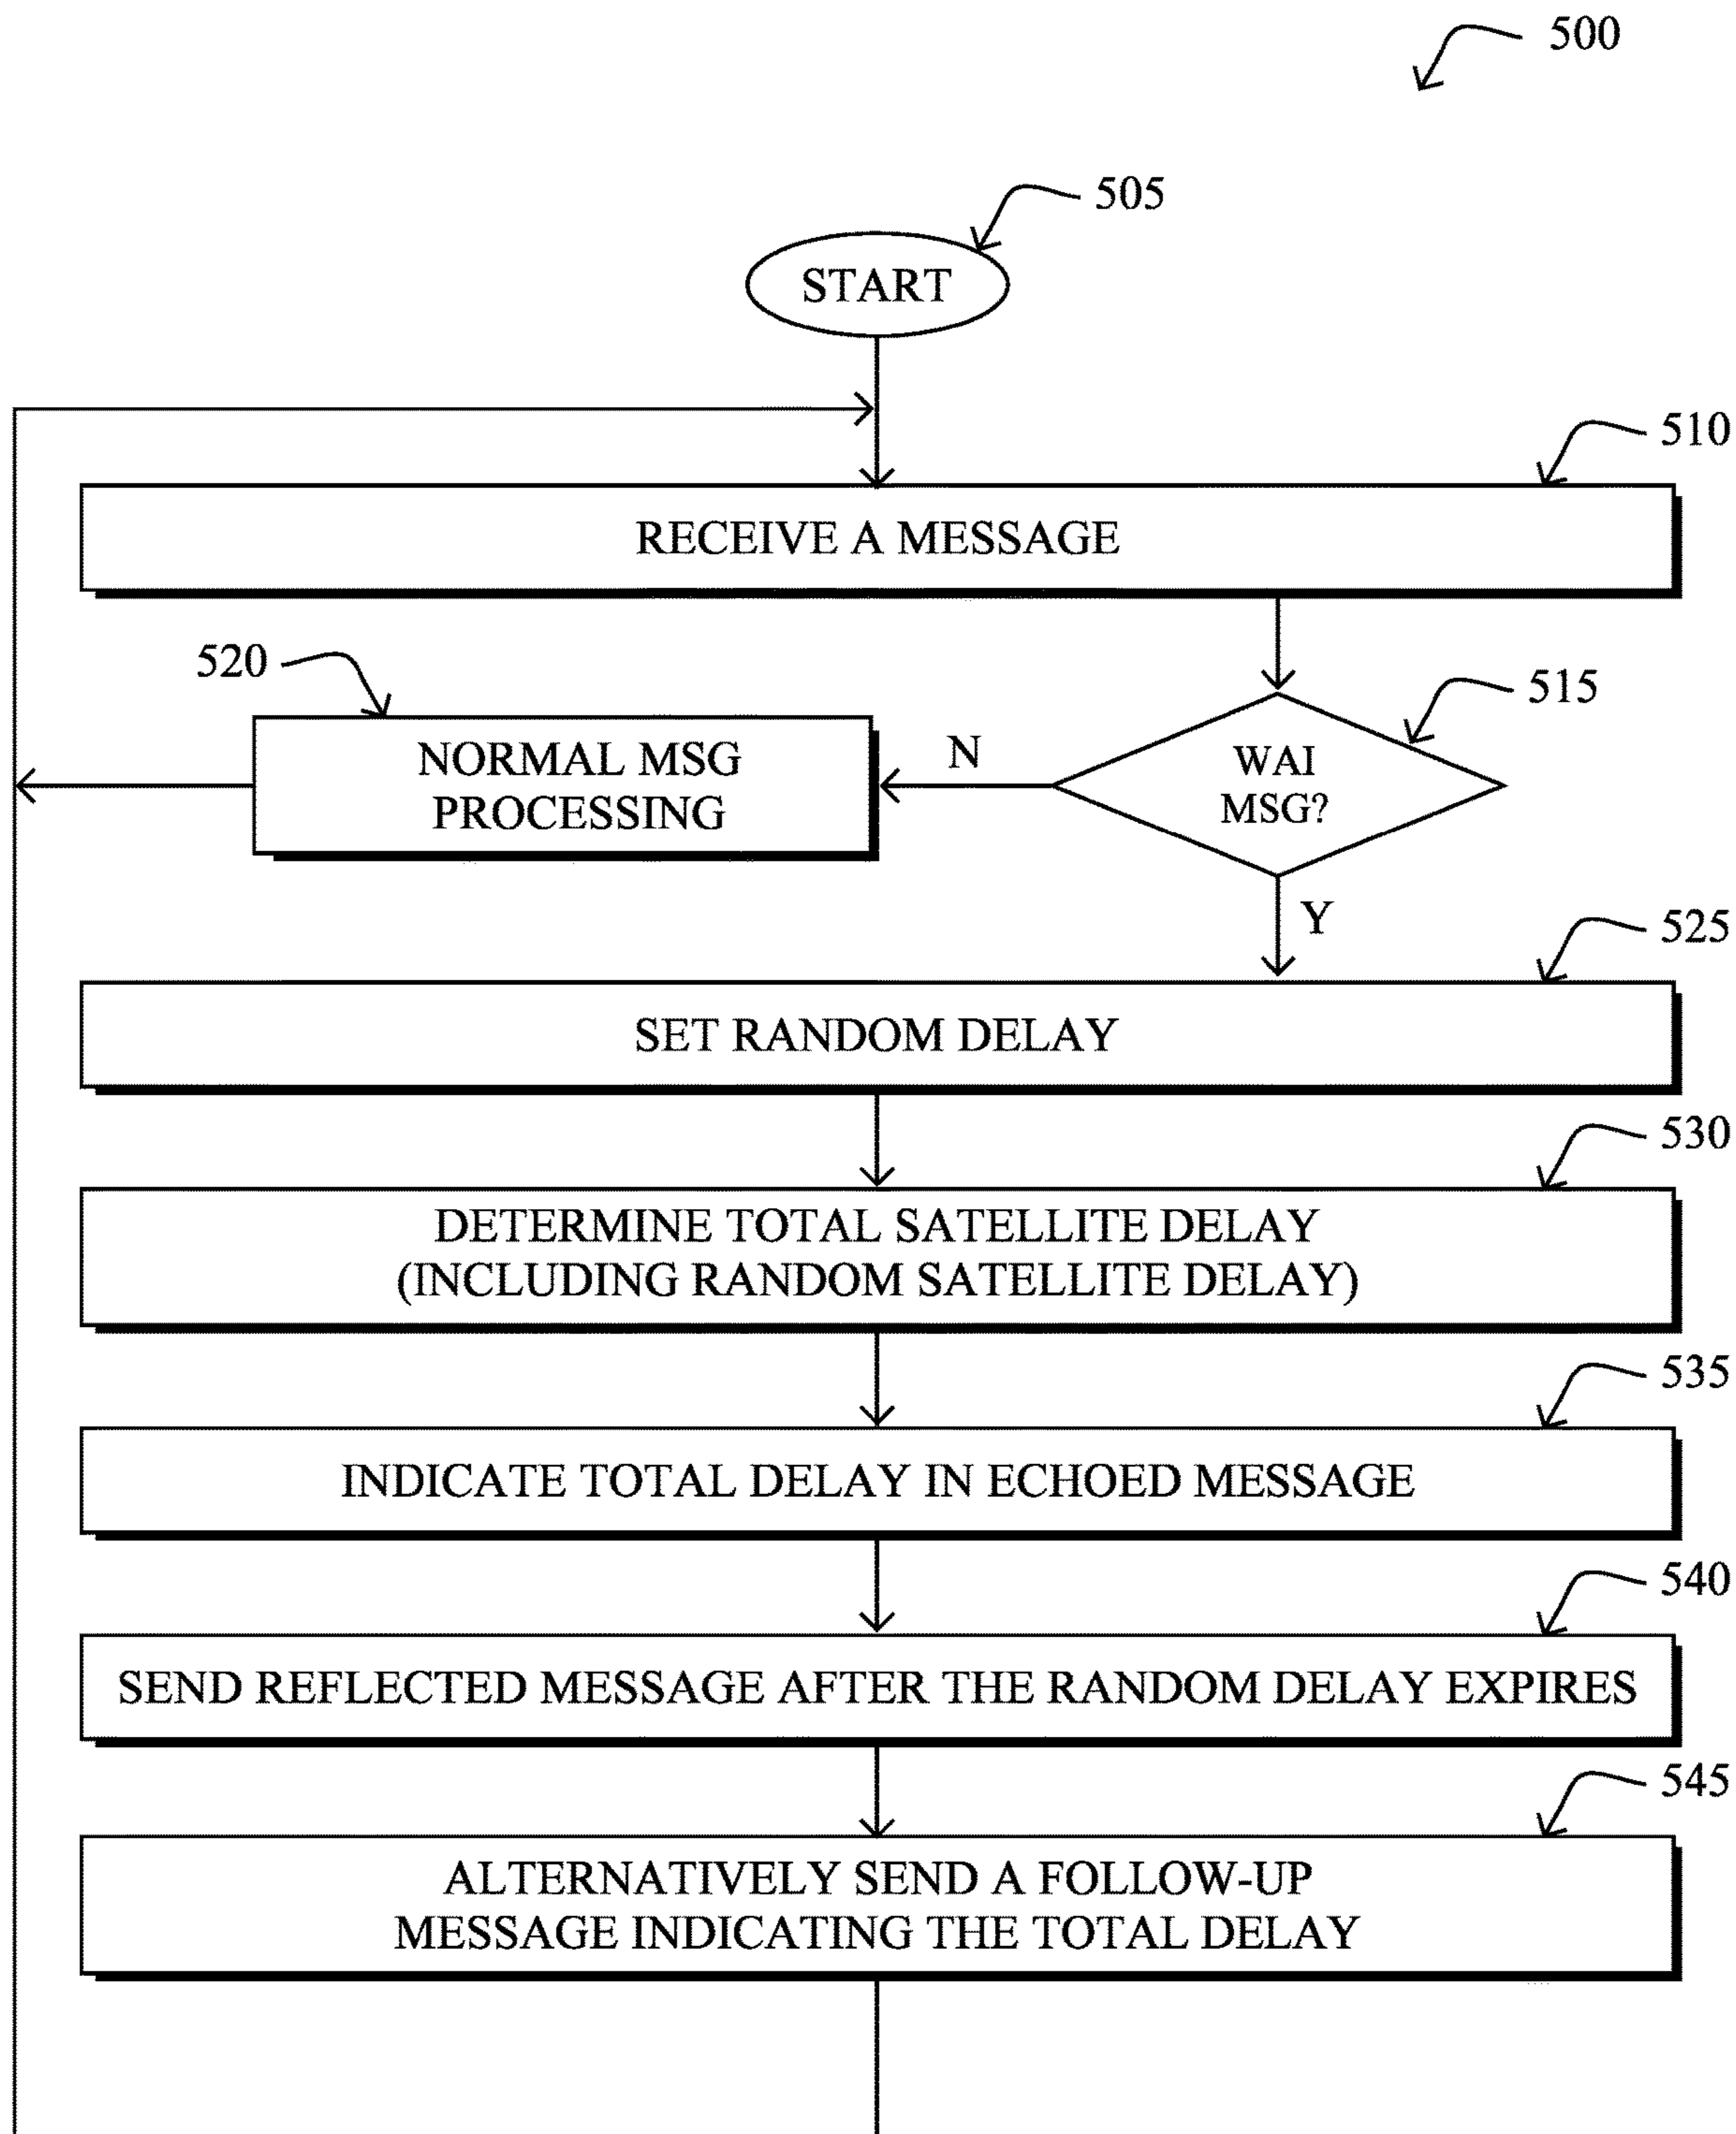 500
505
START
510
RECEIVE A MESSAGE
520
515
NORMAL MSG
PROCESSING
N
WAI
MSG?
Y
525
SET RANDOM DELAY
530
DETERMINE TOTAL SATELLITE DELAY
(INCLUDING RANDOM SATELLITE DELAY)
535
INDICATE TOTAL DELAY IN ECHOED MESSAGE
540
SEND REFLECTED MESSAGE AFTER THE RANDOM DELAY EXPIRES
545
ALTERNATIVELY SEND A FOLLOW-UP
MESSAGE INDICATING THE TOTAL DELAY